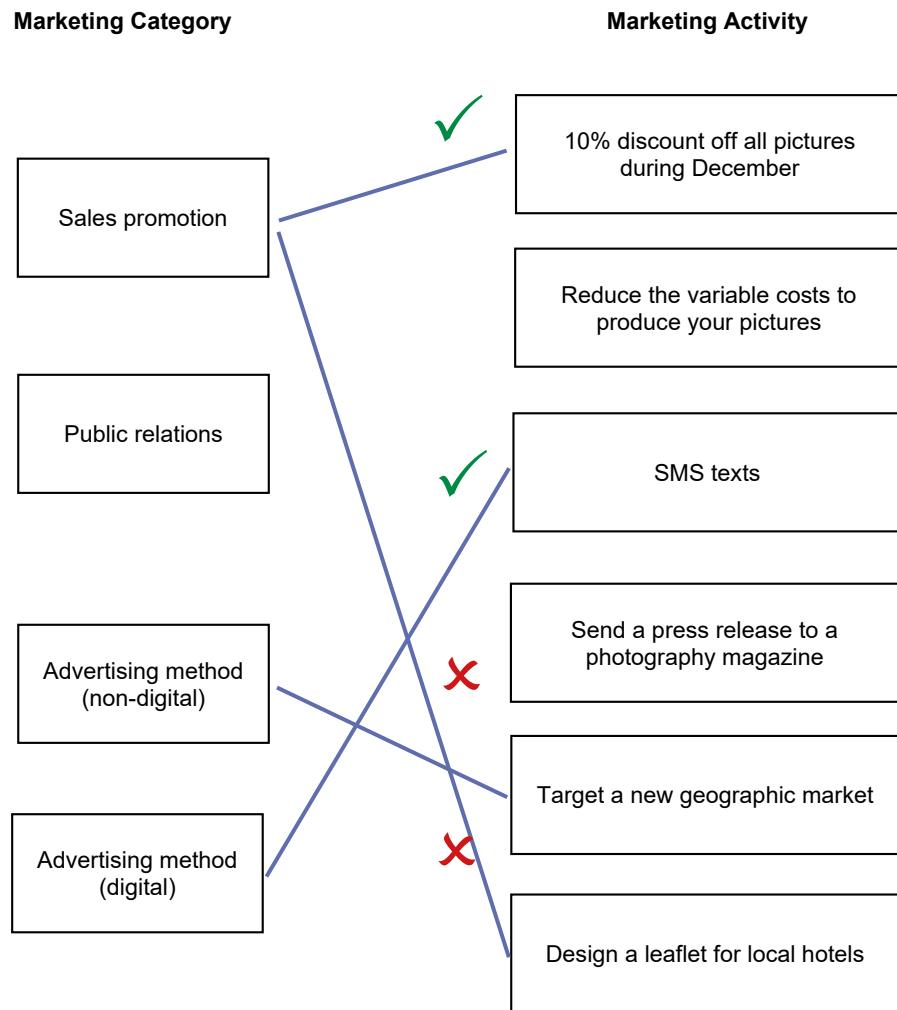 Marketing Category
Marketing Activity
10% discount off all pictures
during December
Sales promotion
Reduce the variable costs to
produce your pictures
Public relations
SMS texts
Send a press release to a
photography magazine
Advertising method
(non-digital)
Target a new geographic market
Advertising method
(digital)
Design a leaflet for local hotels